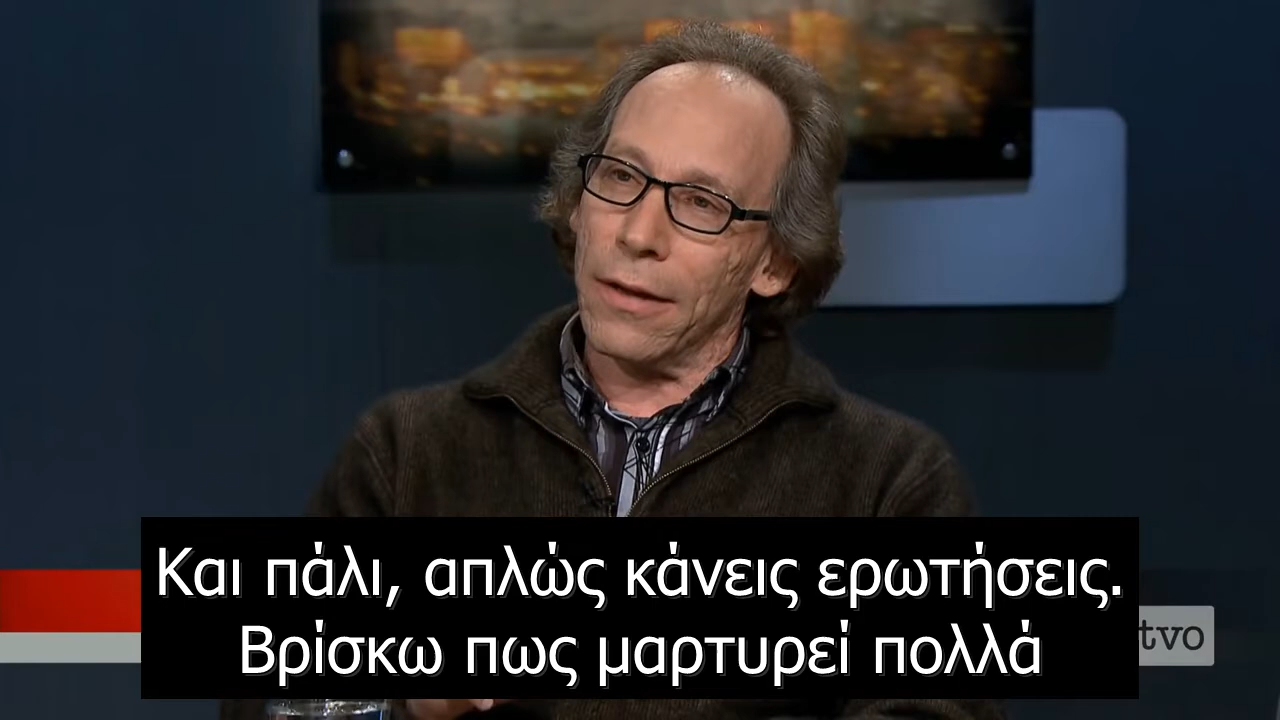 Και πάλι, απλώς κάνεις ερωτήσεις.
Βρίσκω πως μαρτυρεί πολλά
tvo